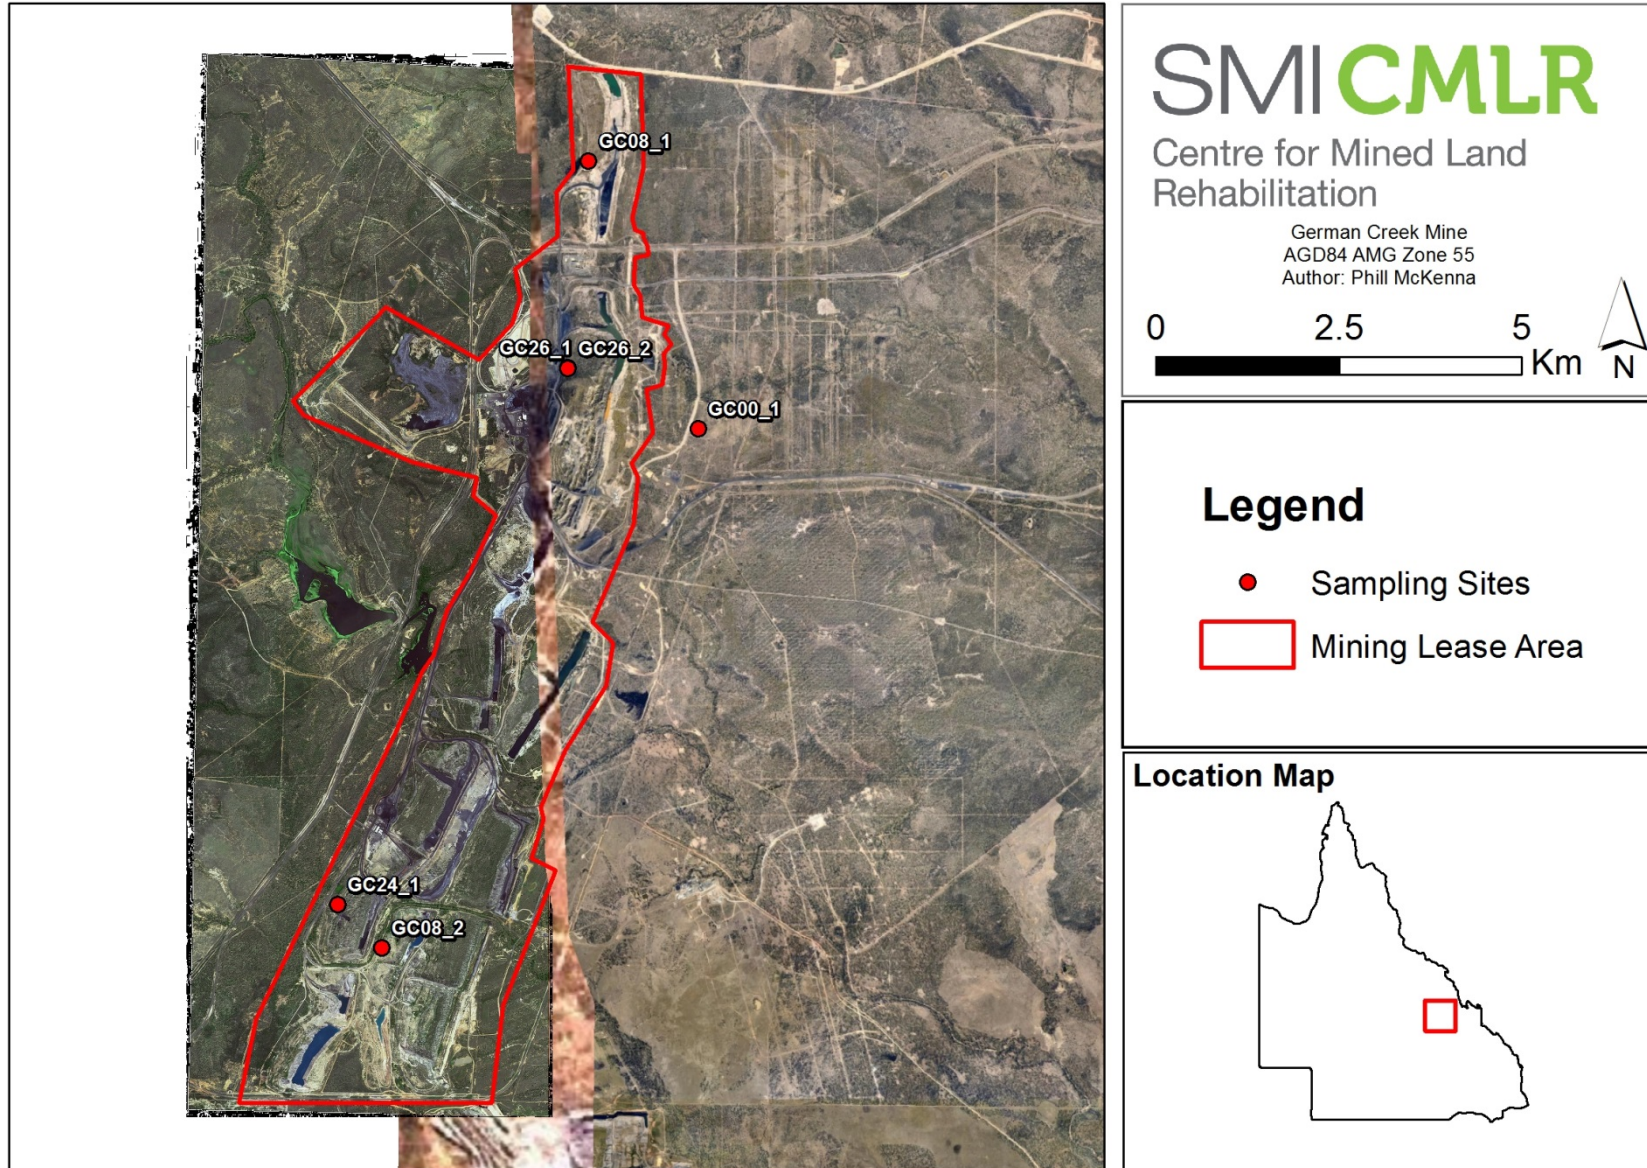 SMI CMLR
Centre for Mined Land
Rehabilitation
German Creek Mine
AGD84 AMG Zone 55
Author: Phill McKenna
0 2.5 5
Km
N
Legend
Sampling Sites
Mining Lease Area
Location Map
GC08_1
GC26_1 GC26_2
GC00_1
GC24_1
GC08_2